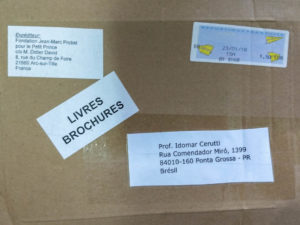 Expéditeur:
Fondation Jean-Marc Probst
pour le Petit Prince
c/o M. Didier David
8, rue du Champ de Foire
21560 Arc-sur-Tille
France
LIVRES
BROCHURES
Prof. Idomar Cerutti
Rua Comendador Miró, 1399
84010-160 Ponta Grossa - PR
Brésil